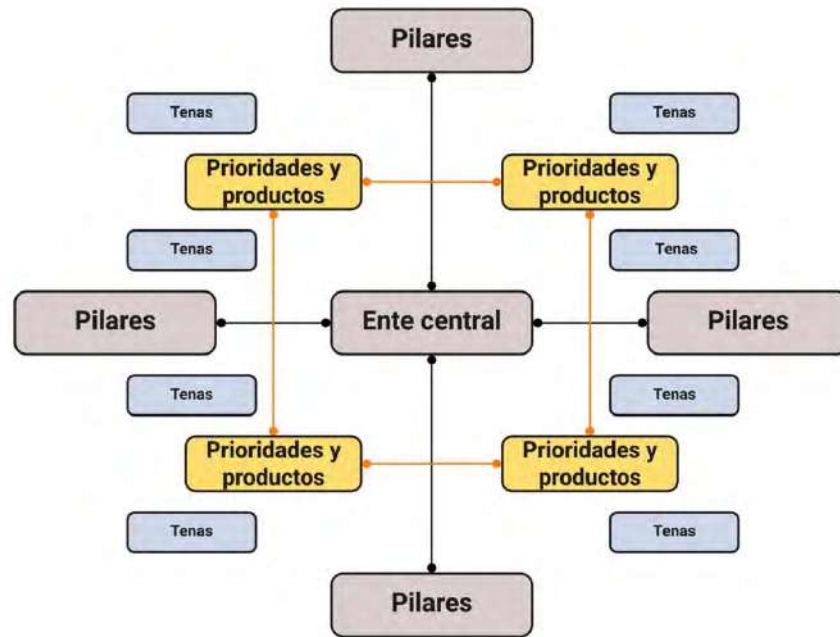 Pilares
Tenas
Tenas
Prioridades y
productos
Prioridades y
productos
Tenas
Tenas
Pilares
Ente central
Pilares
Tenas
Tenas
Prioridades y
productos
Prioridades y
productos
Tenas
Tenas
Pilares